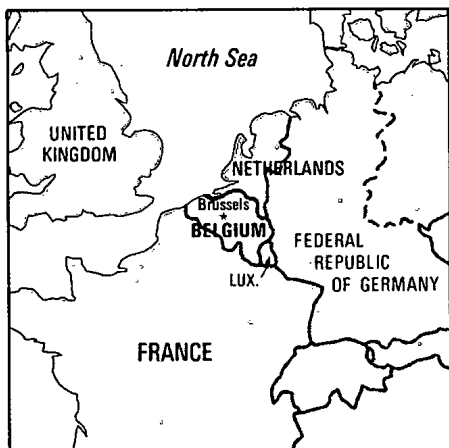 North Sea
UNITED
KINGDOM
NETHERLANDS
Brussels
BELGIUM
FEDERAL
REPUBLIC
OF GERMANY
LUX.
FRANCE